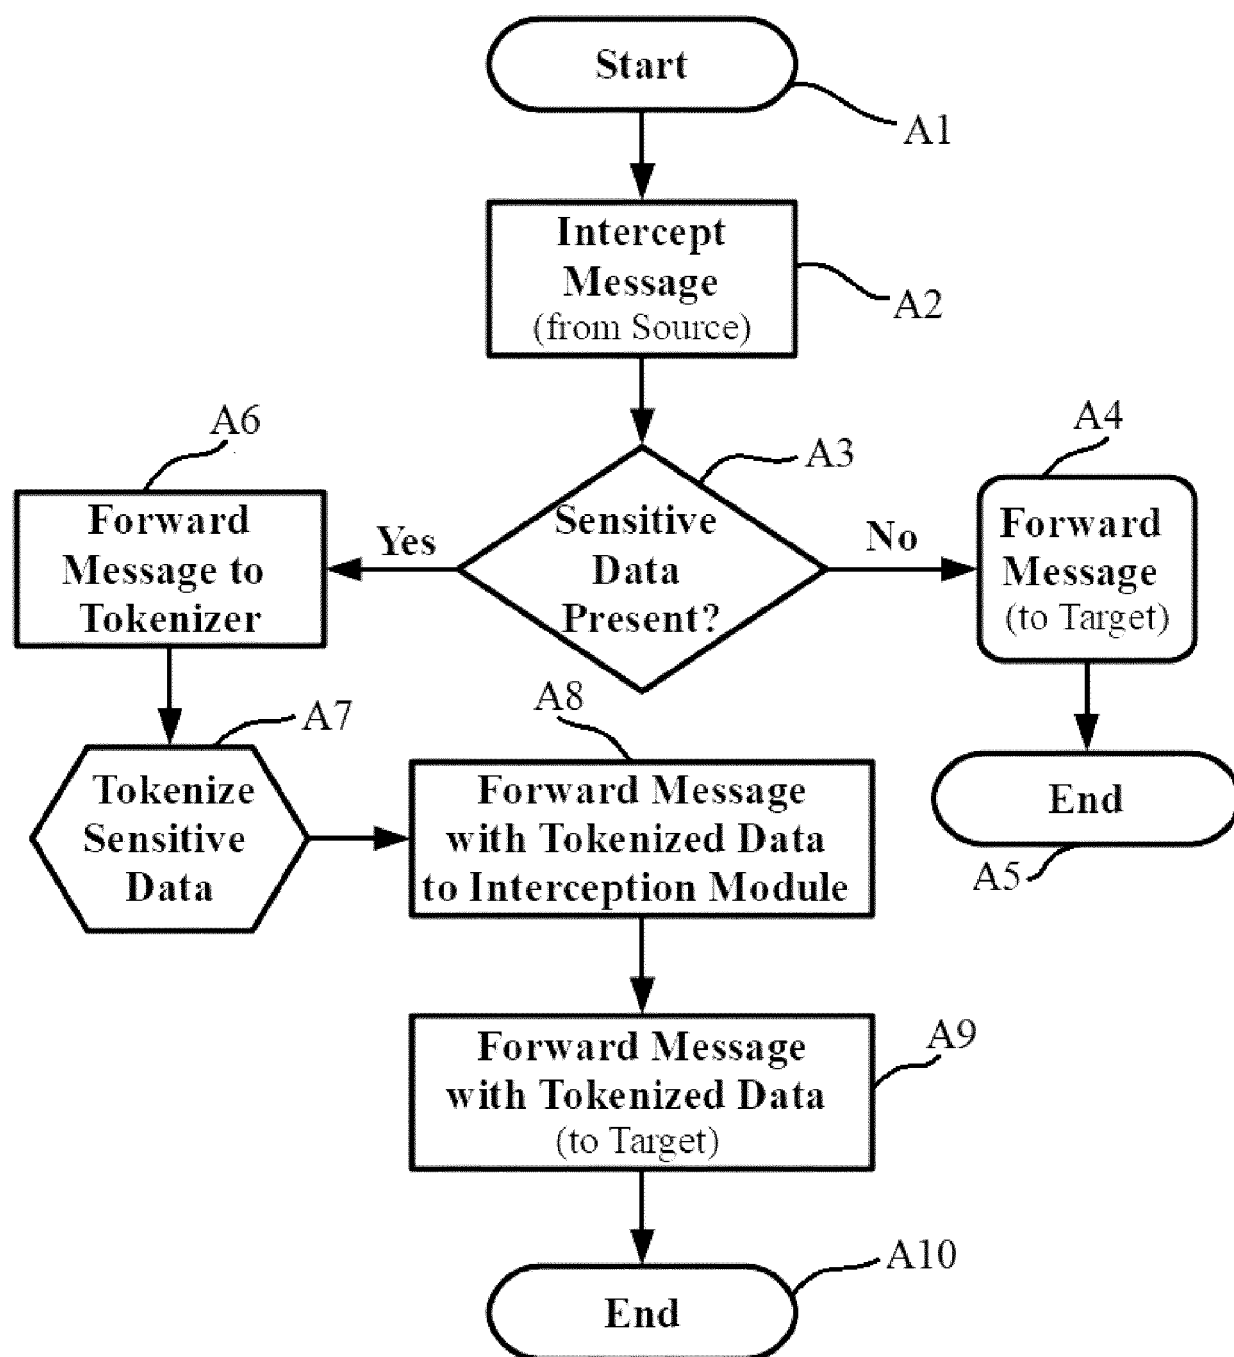 Start
A1
Intercept
Message
(from Source)
A2
A3
Sensitive
Data
Present?
Yes
No
A4
Forward
Message
(to Target)
End
A5
A6
Forward
Message to
Tokenizer
A7
Tokenize
Sensitive
Data
A8
Forward Message
with Tokenized Data
to Interception Module
A9
Forward Message
with Tokenized Data
(to Target)
A10
End